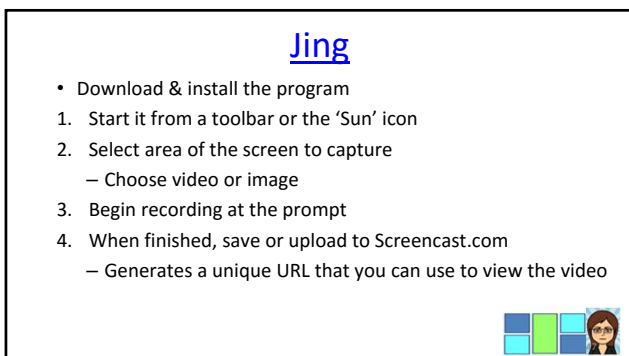 Jing
• Download & install the program
1. Start it from a toolbar or the ‘Sun’ icon
2. Select area of the screen to capture
– Choose video or image
3. Begin recording at the prompt
4. When finished, save or upload to Screencast.com
– Generates a unique URL that you can use to view the video